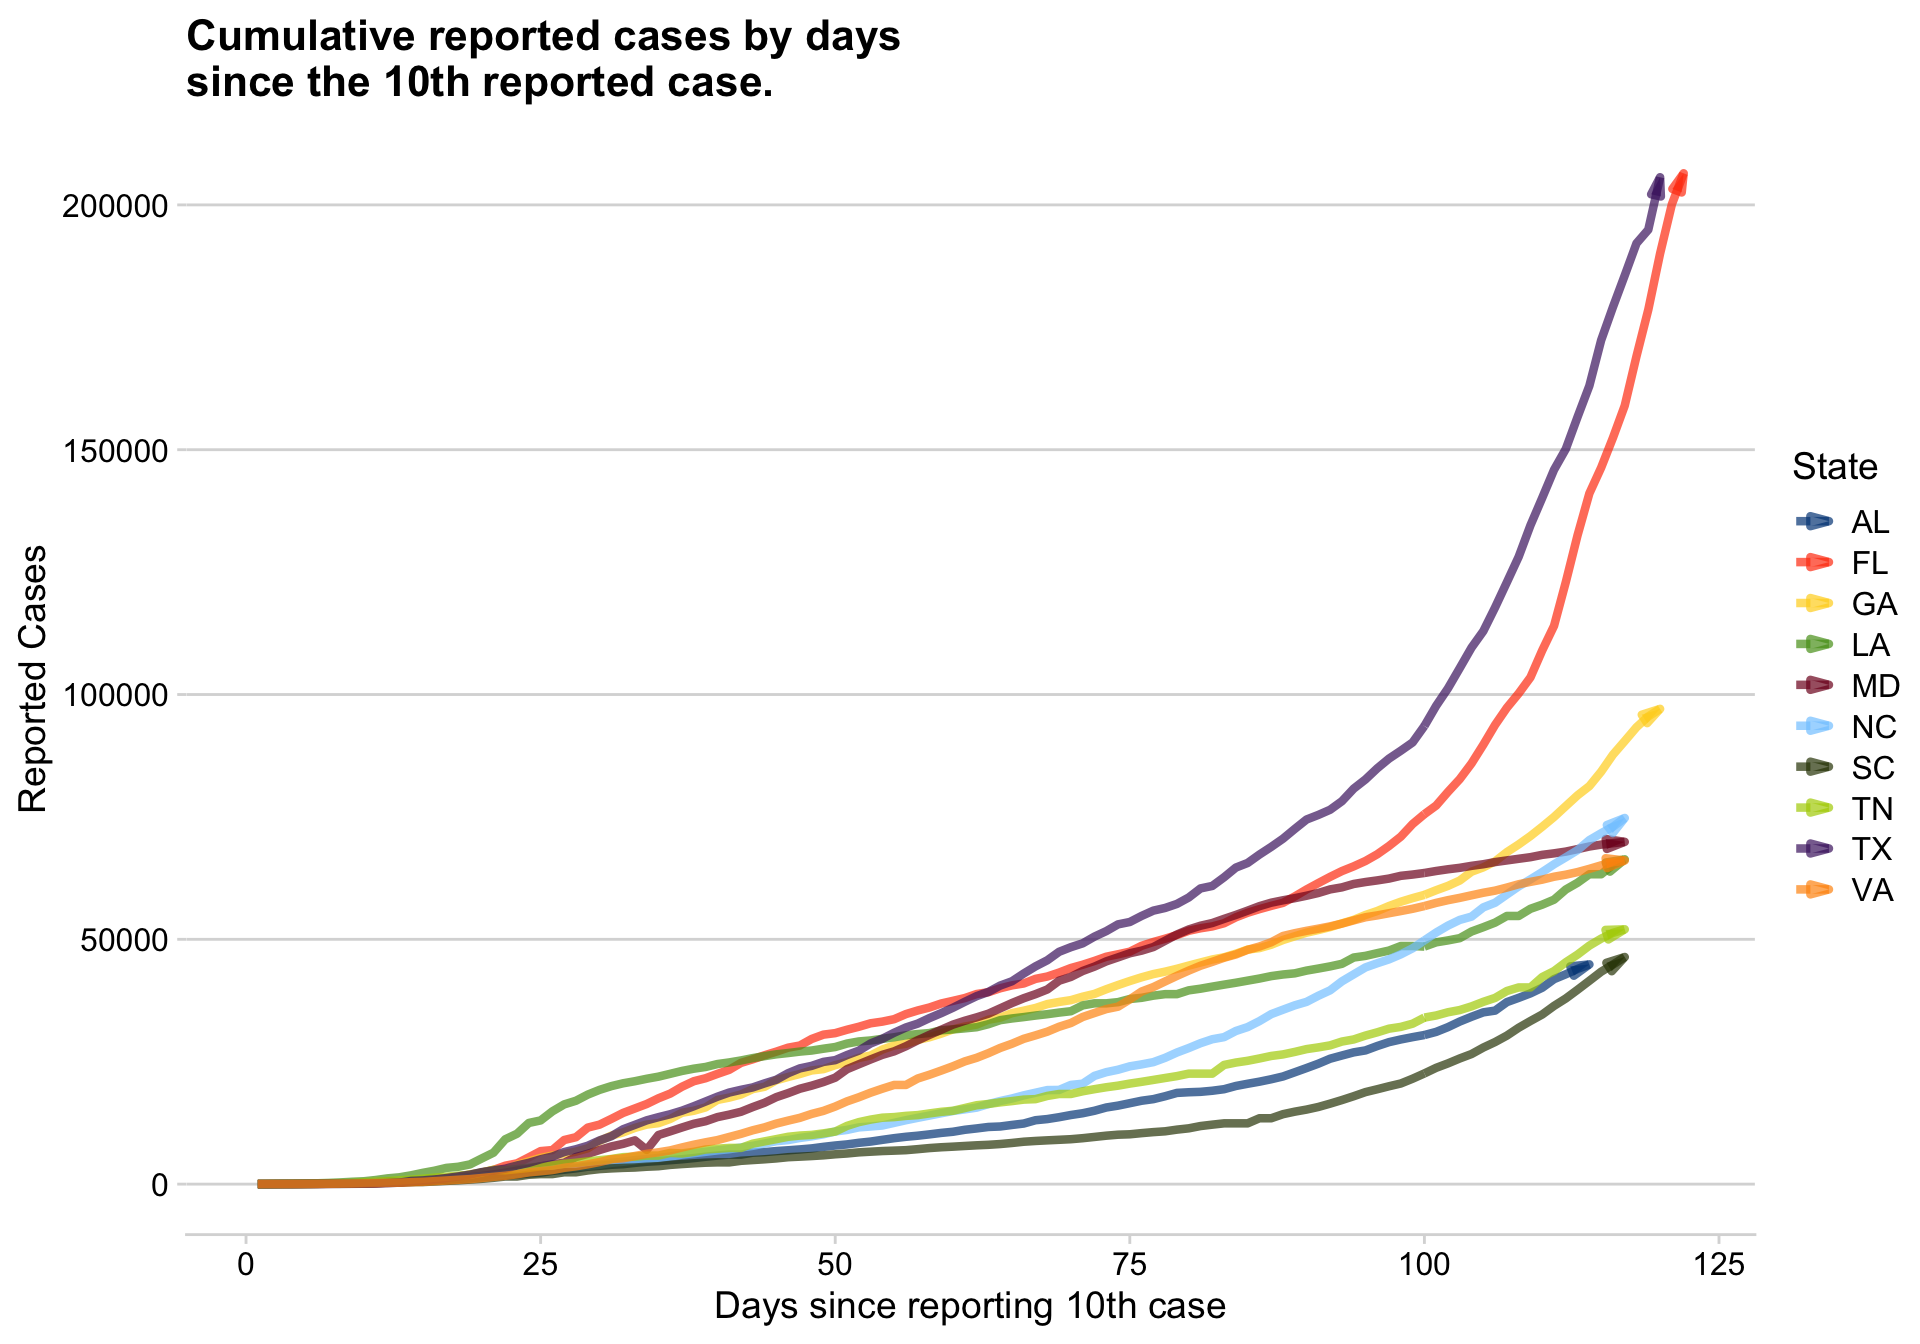 Cumulative reported cases by days
since the 10th reported case.
200000
150000
100000
50000
0
Reported Cases
0 25 50 75 100 125
Days since reporting 10th case
State
AL
FL
GA
LA
MD
NC
SC
TN
TX
VA